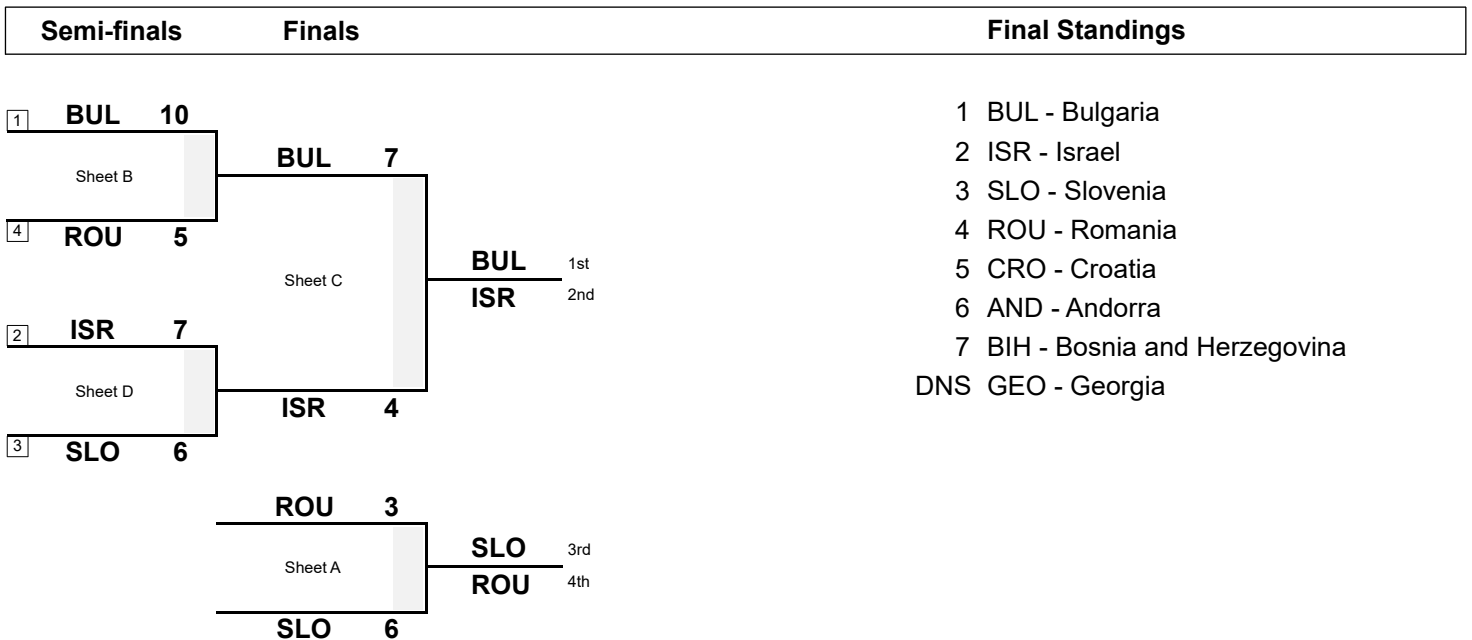 Semi-finals Finals Final Standings
1 BUL 10
Sheet B
4 ROU 5
BUL 7
Sheet C
ISR 4
2 ISR 7
Sheet D
3 SLO 6
BUL 1st
ISR 2nd
ROU 3
Sheet A
SLO 6
SLO 3rd
ROU 4th
1 BUL - Bulgaria
2 ISR - Israel
3 SLO - Slovenia
4 ROU - Romania
5 CRO - Croatia
6 AND - Andorra
7 BIH - Bosnia and Herzegovina
DNS GEO - Georgia